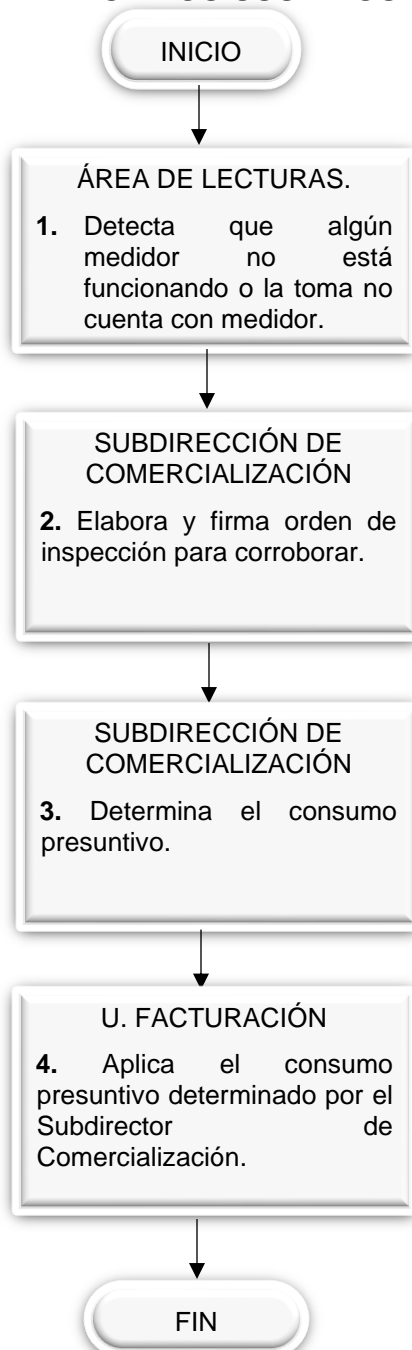 INICIO
ÁREA DE LECTURAS.
1. Detecta que algún
medidor no está
funcionando o la toma no
cuenta con medidor.
SUBDIRECCIÓN DE
COMERCIALIZACIÓN
2. Elabora y firma orden de
inspección para corroborar.
SUBDIRECCIÓN DE
COMERCIALIZACIÓN
3. Determina el consumo
presuntivo.
U. FACTURACIÓN
4. Aplica el consumo
presuntivo determinado por el
Subdirector de
Comercialización.
FIN